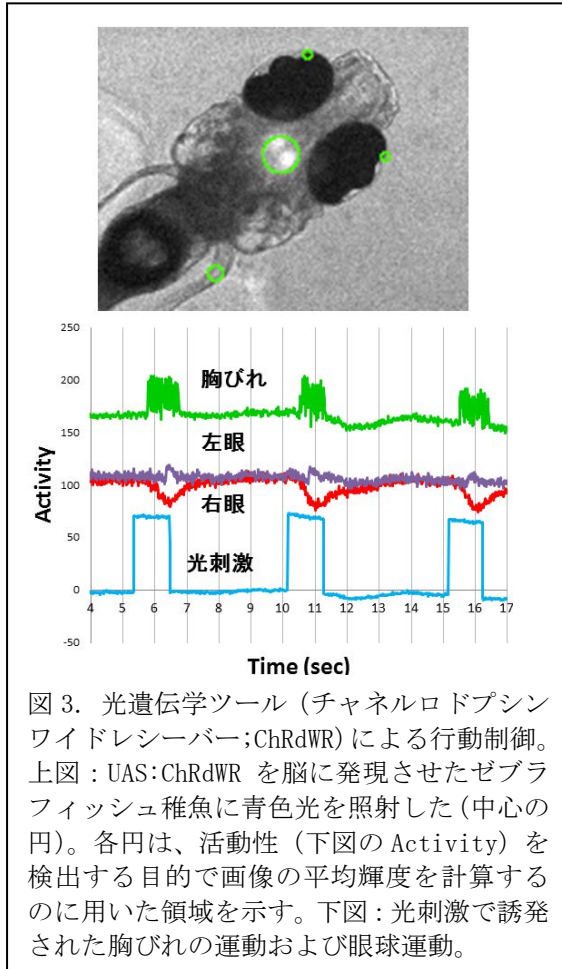 250
200
150
100
50
0
-50
Activity
胸びれ
左眼
右眼
光刺激
4 5 6 7 8 9 10 11 12 13 14 15 16 17
Time (sec)
図 3. 光遺伝学ツール (チャネルロドプシン
ワイドレシーバー;ChRdWR)による行動制御。
上図：UAS:ChRdWR を脳に発現させたゼブラ
フィッシュ稚魚に青色光を照射した(中心の
円)。各円は、活動性 (下図の Activity) を
検出する目的で画像の平均輝度を計算する
のに用いた領域を示す。下図：光刺激で誘発
された胸びれの運動および眼球運動。